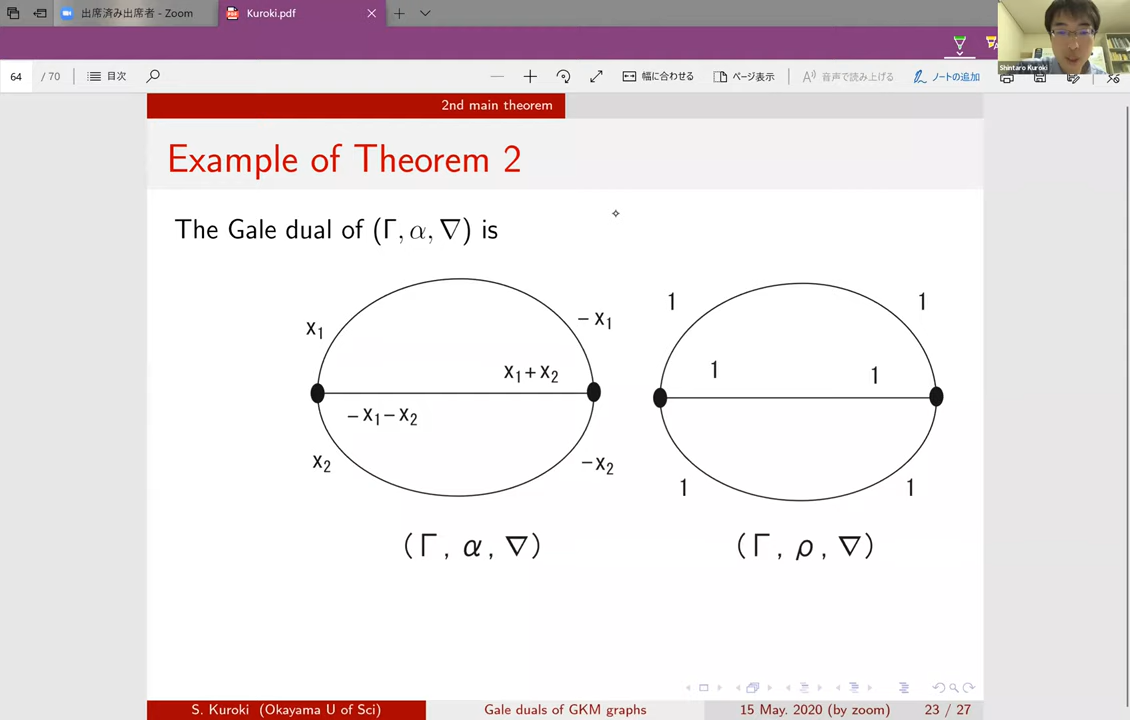 出席済み出席者 - Zoom
Kuroki.pdf
64 / 70
目次
幅に合わせる
ページ表示
音声で読み上げる
ノートの追加
Shintaro Kuroki
2nd main theorem
Example of Theorem 2
The Gale dual of (Γ, α, ∇) is
x₁
− x₁
x₁ + x₂
− x₁ − x₂
x₂
− x₂
(Γ, α, ∇)
1
1
1
1
1
1
(Γ, ρ, ∇)
S. Kuroki (Okayama U of Sci)
Gale duals of GKM graphs
15 May. 2020 (by zoom)
23 / 27